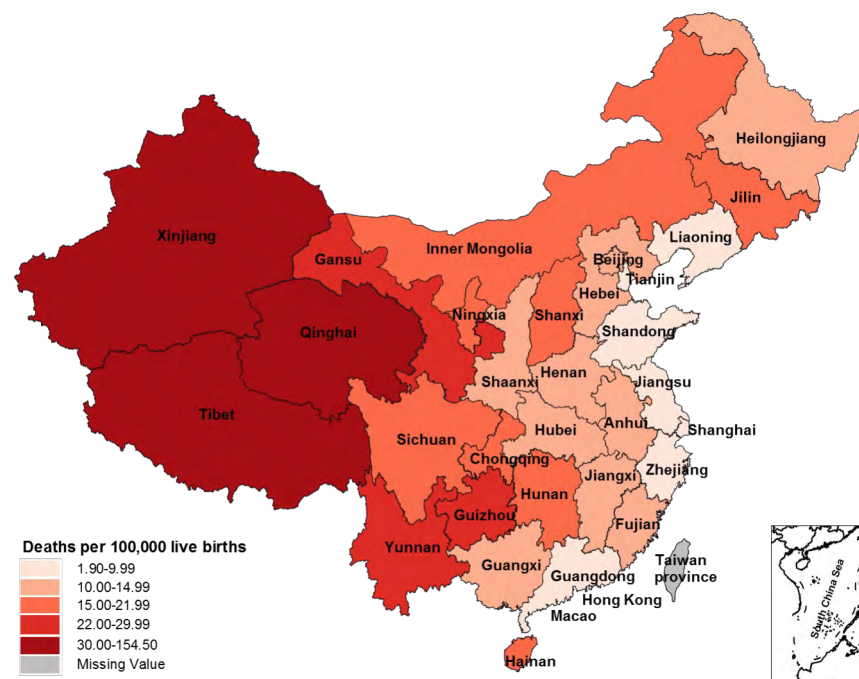 Heilongjiang
Jilin
Xinjiang
Inner Mongolia
Liaoning
Gansu
Beijing
Tianjin
Hebei
Ningxia
Shanxi
Qinghai
Shandong
Henan
Shaanxi
Jiangsu
Tibet
Anhui
Sichuan
Hubei
Shanghai
Chongqing
Zhejiang
Jiangxi
Hunan
Guizhou
Fujian
Yunnan
Guangxi
Guangdong
Taiwan
province
Hong Kong
Macao
Hainan
South China Sea
Deaths per 100,000 live births
1.90-9.99
10.00-14.99
15.00-21.99
22.00-29.99
30.00-154.50
Missing Value